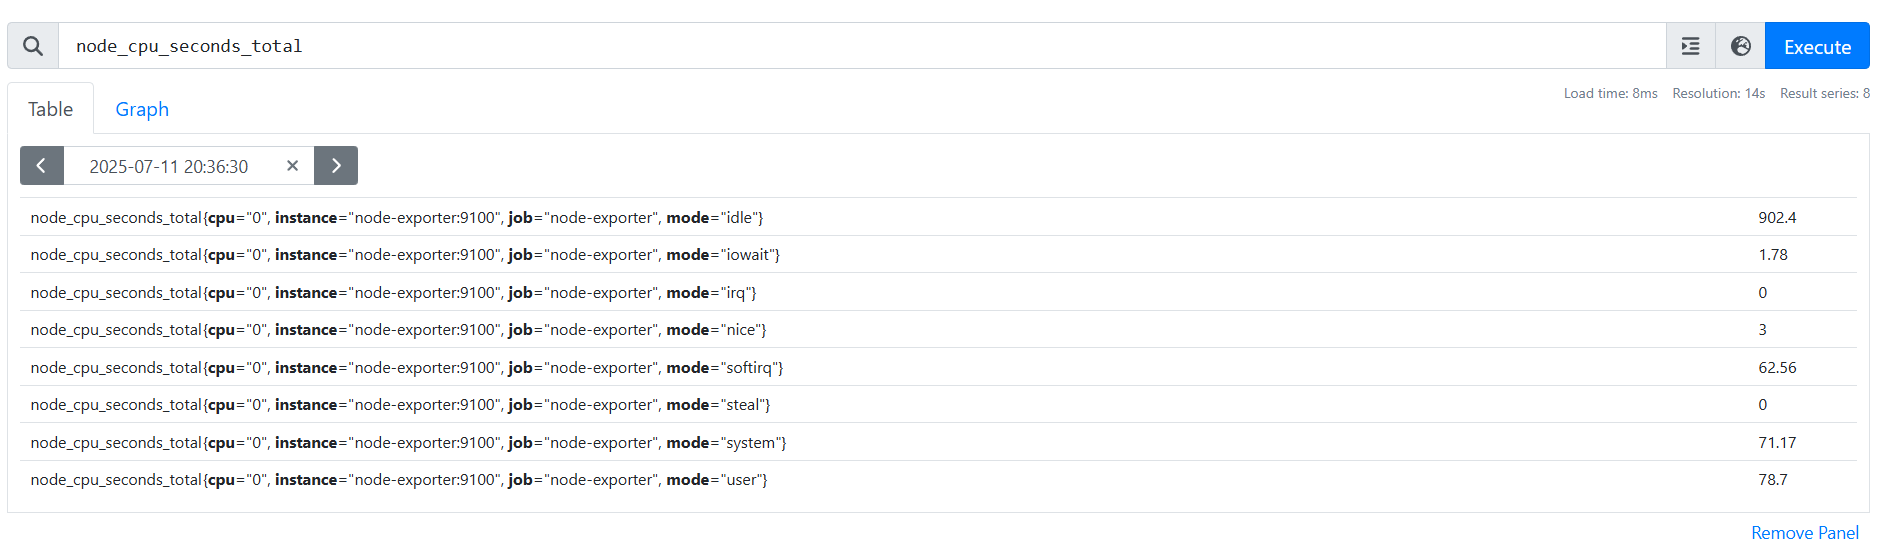 node_cpu_seconds_total
Execute
Table Graph
Load time: 8ms Resolution: 14s Result series: 8
2025-07-11 20:36:30
node_cpu_seconds_total{cpu="0", instance="node-exporter:9100", job="node-exporter", mode="idle"} 902.4
node_cpu_seconds_total{cpu="0", instance="node-exporter:9100", job="node-exporter", mode="iowait"} 1.78
node_cpu_seconds_total{cpu="0", instance="node-exporter:9100", job="node-exporter", mode="irq"} 0
node_cpu_seconds_total{cpu="0", instance="node-exporter:9100", job="node-exporter", mode="nice"} 3
node_cpu_seconds_total{cpu="0", instance="node-exporter:9100", job="node-exporter", mode="softirq"} 62.56
node_cpu_seconds_total{cpu="0", instance="node-exporter:9100", job="node-exporter", mode="steal"} 0
node_cpu_seconds_total{cpu="0", instance="node-exporter:9100", job="node-exporter", mode="system"} 71.17
node_cpu_seconds_total{cpu="0", instance="node-exporter:9100", job="node-exporter", mode="user"} 78.7
Remove Panel